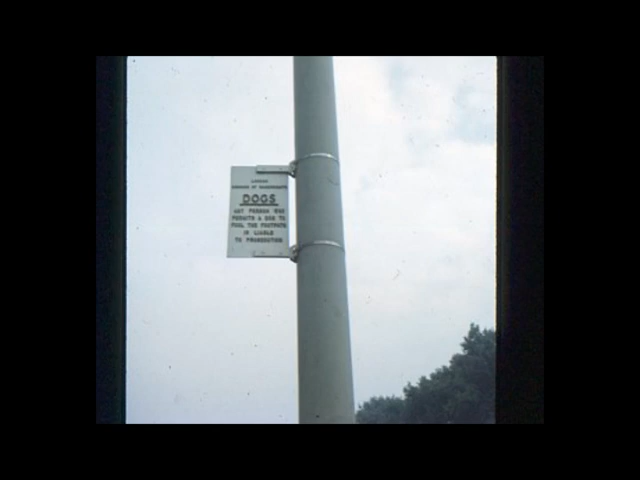 LONDON
BOROUGH OF
DOGS
ANY PERSON WHO
PERMITS A DOG TO
FOUL THE FOOTPATH
IS LIABLE
TO PROSECUTION